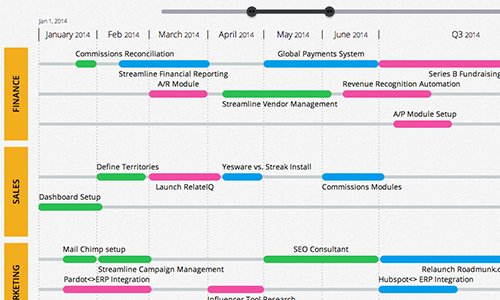 Jan 1, 2014
January 2014 Feb 2014 March 2014 April 2014 May 2014 June 2014 Q3 2014
FINANCE
Commissions Reconciliation
Global Payments System
Streamline Financial Reporting
Series B Fundraising
A/R Module
Revenue Recognition Automation
Streamline Vendor Management
A/P Module Setup
SALES
Define Territories
Yesware vs. Streak Install
Launch RelateIQ
Commissions Modules
Dashboard Setup
RKETING
Mail Chimp setup
SEO Consultant
Streamline Campaign Management
Relaunch Roadmunk.c
Pardot<>ERP Integration
Hubspot<> ERP Integration
Influencer Tool Research